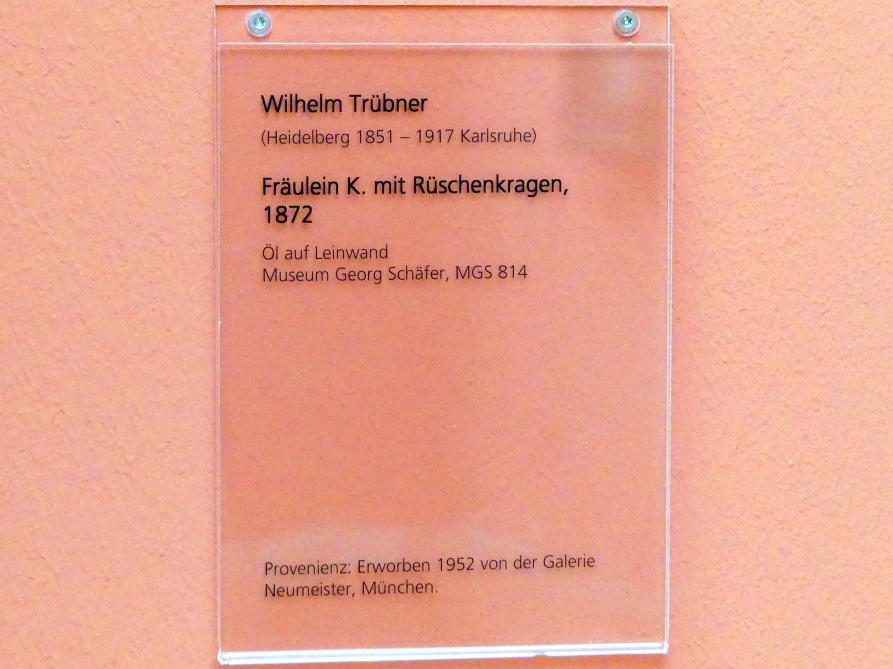 Wilhelm Trübner
(Heidelberg 1851 – 1917 Karlsruhe)
Fräulein K. mit Rüschenkragen,
1872
Öl auf Leinwand
Museum Georg Schäfer, MGS 814
Provenienz: Erworben 1952 von der Galerie
Neumeister, München.